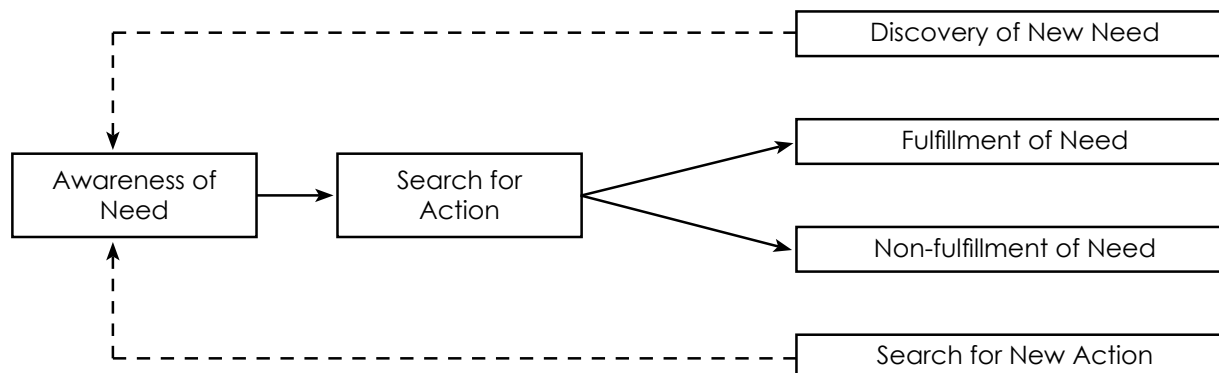 Discovery of New Need
Fulfillment of Need
Awareness of
Need
Search for
Action
Non-fulfillment of Need
Search for New Action